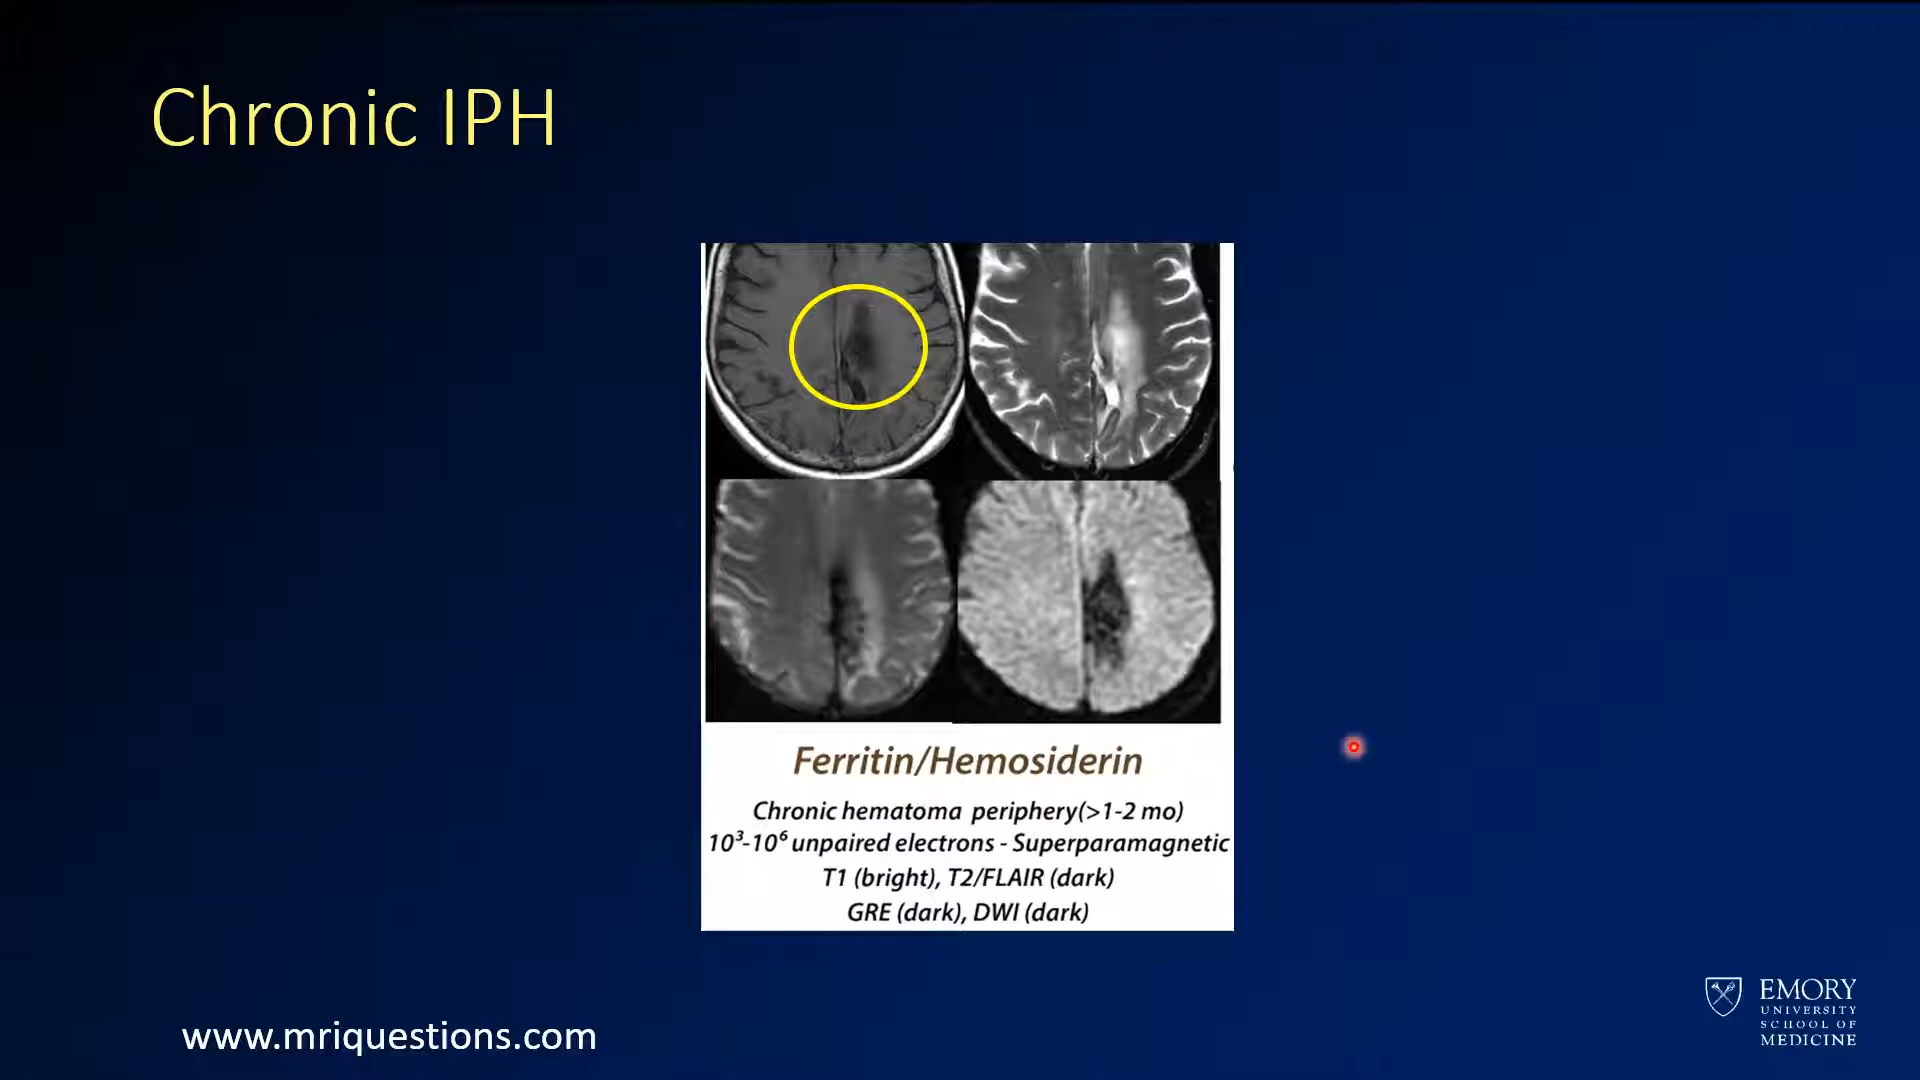 Chronic IPH
Ferritin/Hemosiderin
Chronic hematoma periphery(>1-2 mo)
10³-10⁶ unpaired electrons - Superparamagnetic
T1 (bright), T2/FLAIR (dark)
GRE (dark), DWI (dark)
www.mriquestions.com
EMORY
UNIVERSITY
SCHOOL OF
MEDICINE